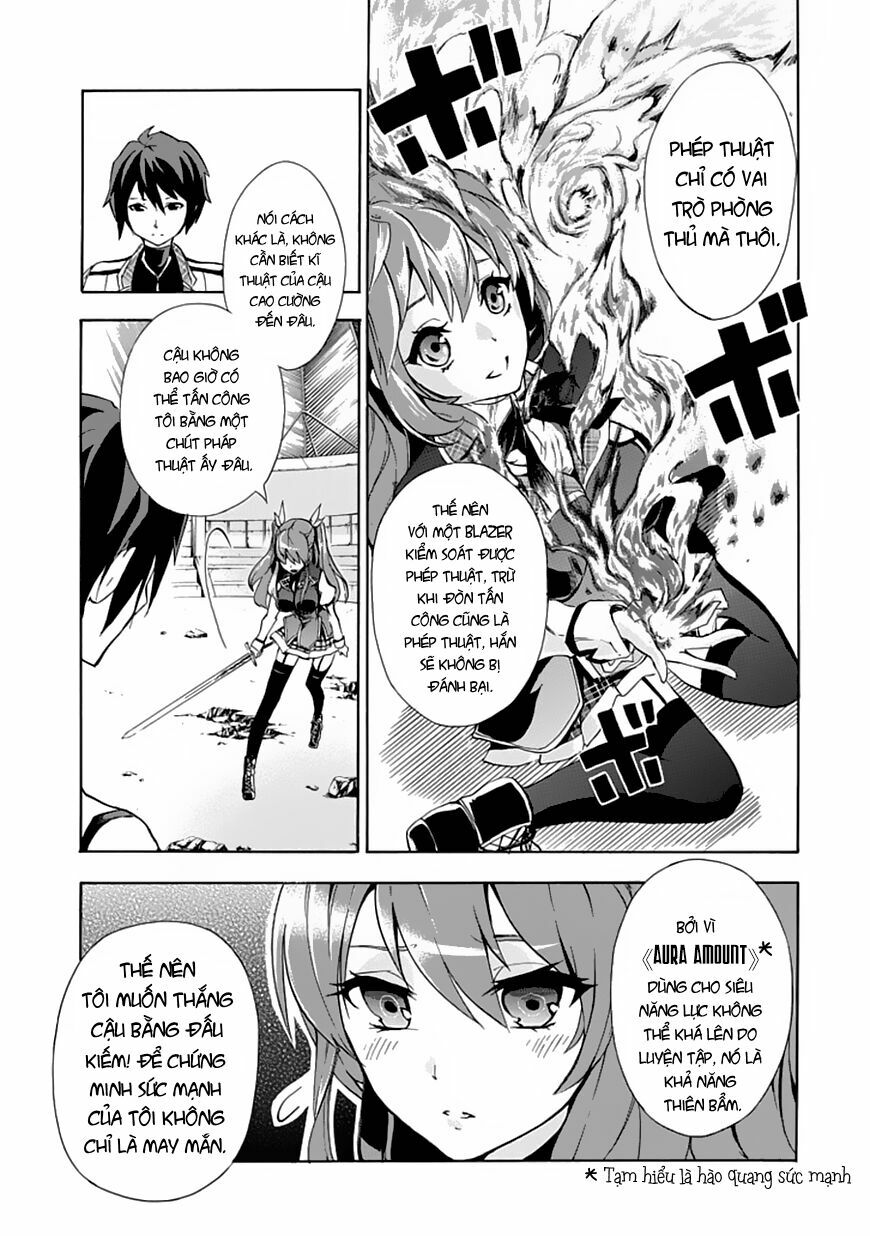 PHÉP THUẬT
CHỈ CÓ VAI
TRÒ PHÒNG
THỦ MÀ THÔI.
ボ
ボ
ボ
THẾ NÊN
VỚI MỘT BLAZER
KIỂM SOÁT ĐƯỢC
PHÉP THUẬT, TRỪ
KHI ĐÒN TẤN
CÔNG CŨNG LÀ
PHÉP THUẬT, HẮN
SẼ KHÔNG BỊ
ĐÁNH BẠI.
NÓI CÁCH
KHÁC LÀ, KHÔNG
CẦN BIẾT KĨ
THUẬT CỦA CẬU
CAO CƯỜNG
ĐẾN ĐÂU.
CẬU KHÔNG
BAO GIỜ CÓ
THỂ TẤN CÔNG
TÔI BẰNG MỘT
CHÚT PHÁP
THUẬT ẤY ĐÂU.
BỞI VÌ
《AURA AMOUNT》*
DÙNG CHO SIÊU
NĂNG LỰC KHÔNG
THỂ KHÁ LÊN DO
LUYỆN TẬP, NÓ LÀ
KHẢ NĂNG
THIÊN BẨM.
THẾ NÊN
TÔI MUỐN THẮNG
CẬU BẰNG ĐẤU
KIẾM! ĐỂ CHỨNG
MINH SỨC MẠNH
CỦA TÔI KHÔNG
CHỈ LÀ MAY MẮN.
* Tạm hiểu là hào quang sức mạnh